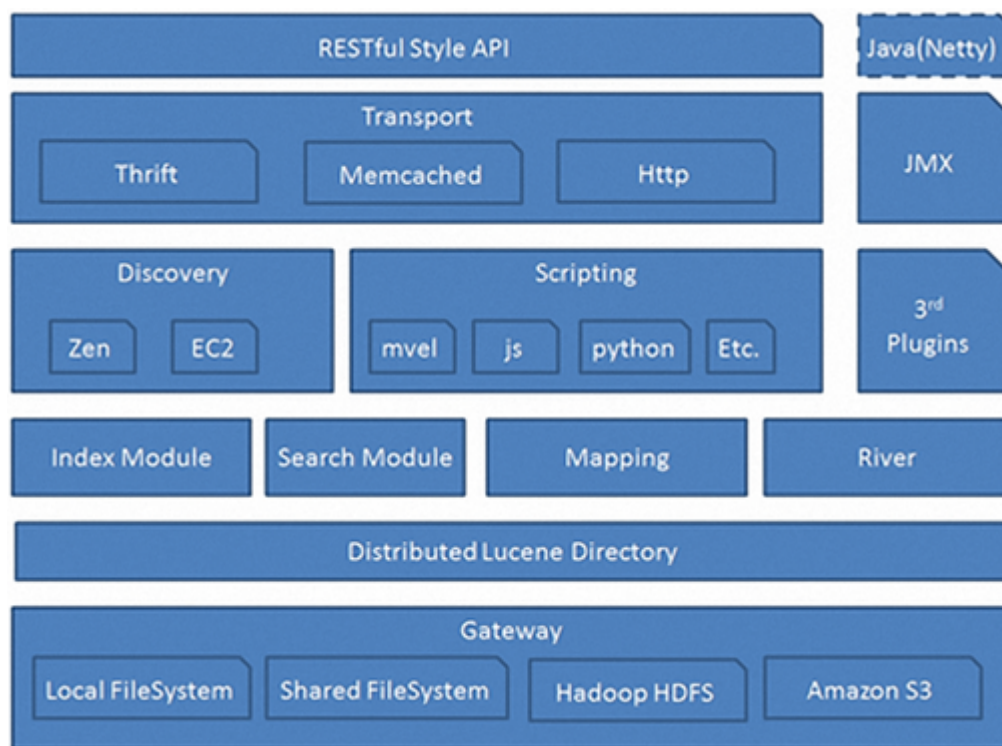 RESTful Style API
Java(Netty)
Transport
Thrift
Memcached
Http
JMX
Discovery
Zen
EC2
Scripting
mvel
js
python
Etc.
3rd
Plugins
Index Module
Search Module
Mapping
River
Distributed Lucene Directory
Gateway
Local FileSystem
Shared FileSystem
Hadoop HDFS
Amazon S3